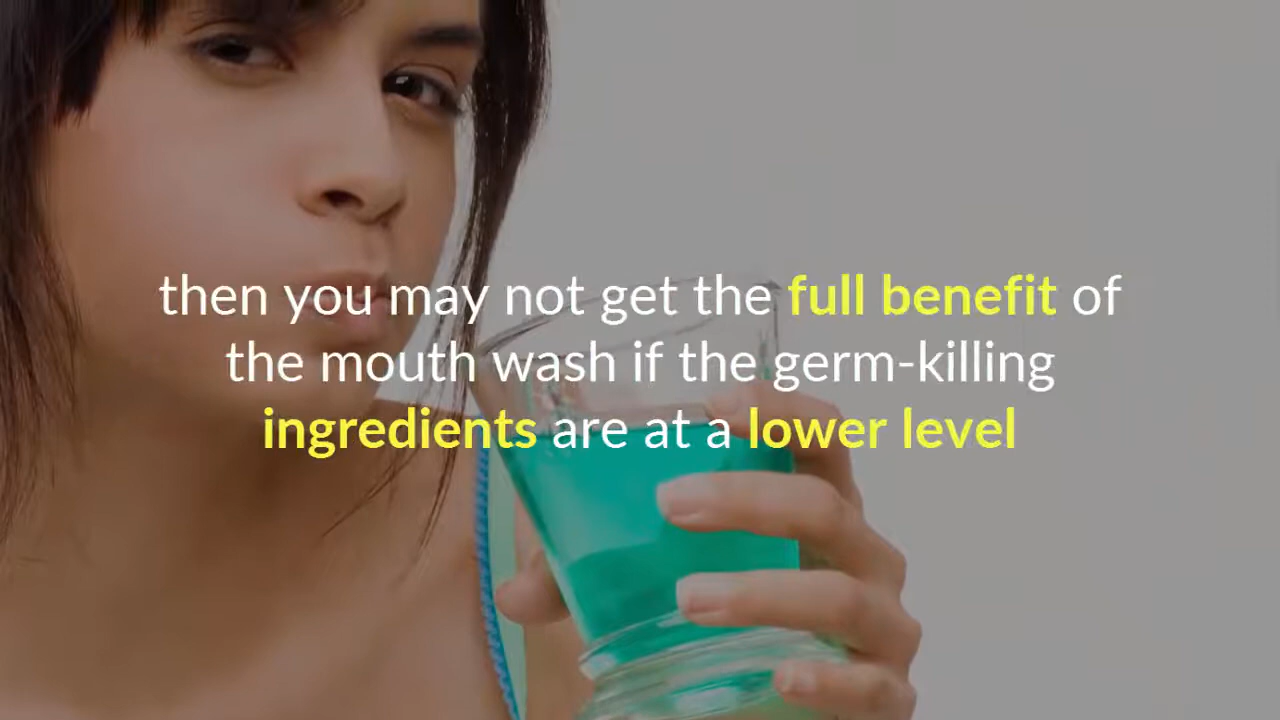 then you may not get the full benefit of
the mouth wash if the germ-killing
ingredients are at a lower level